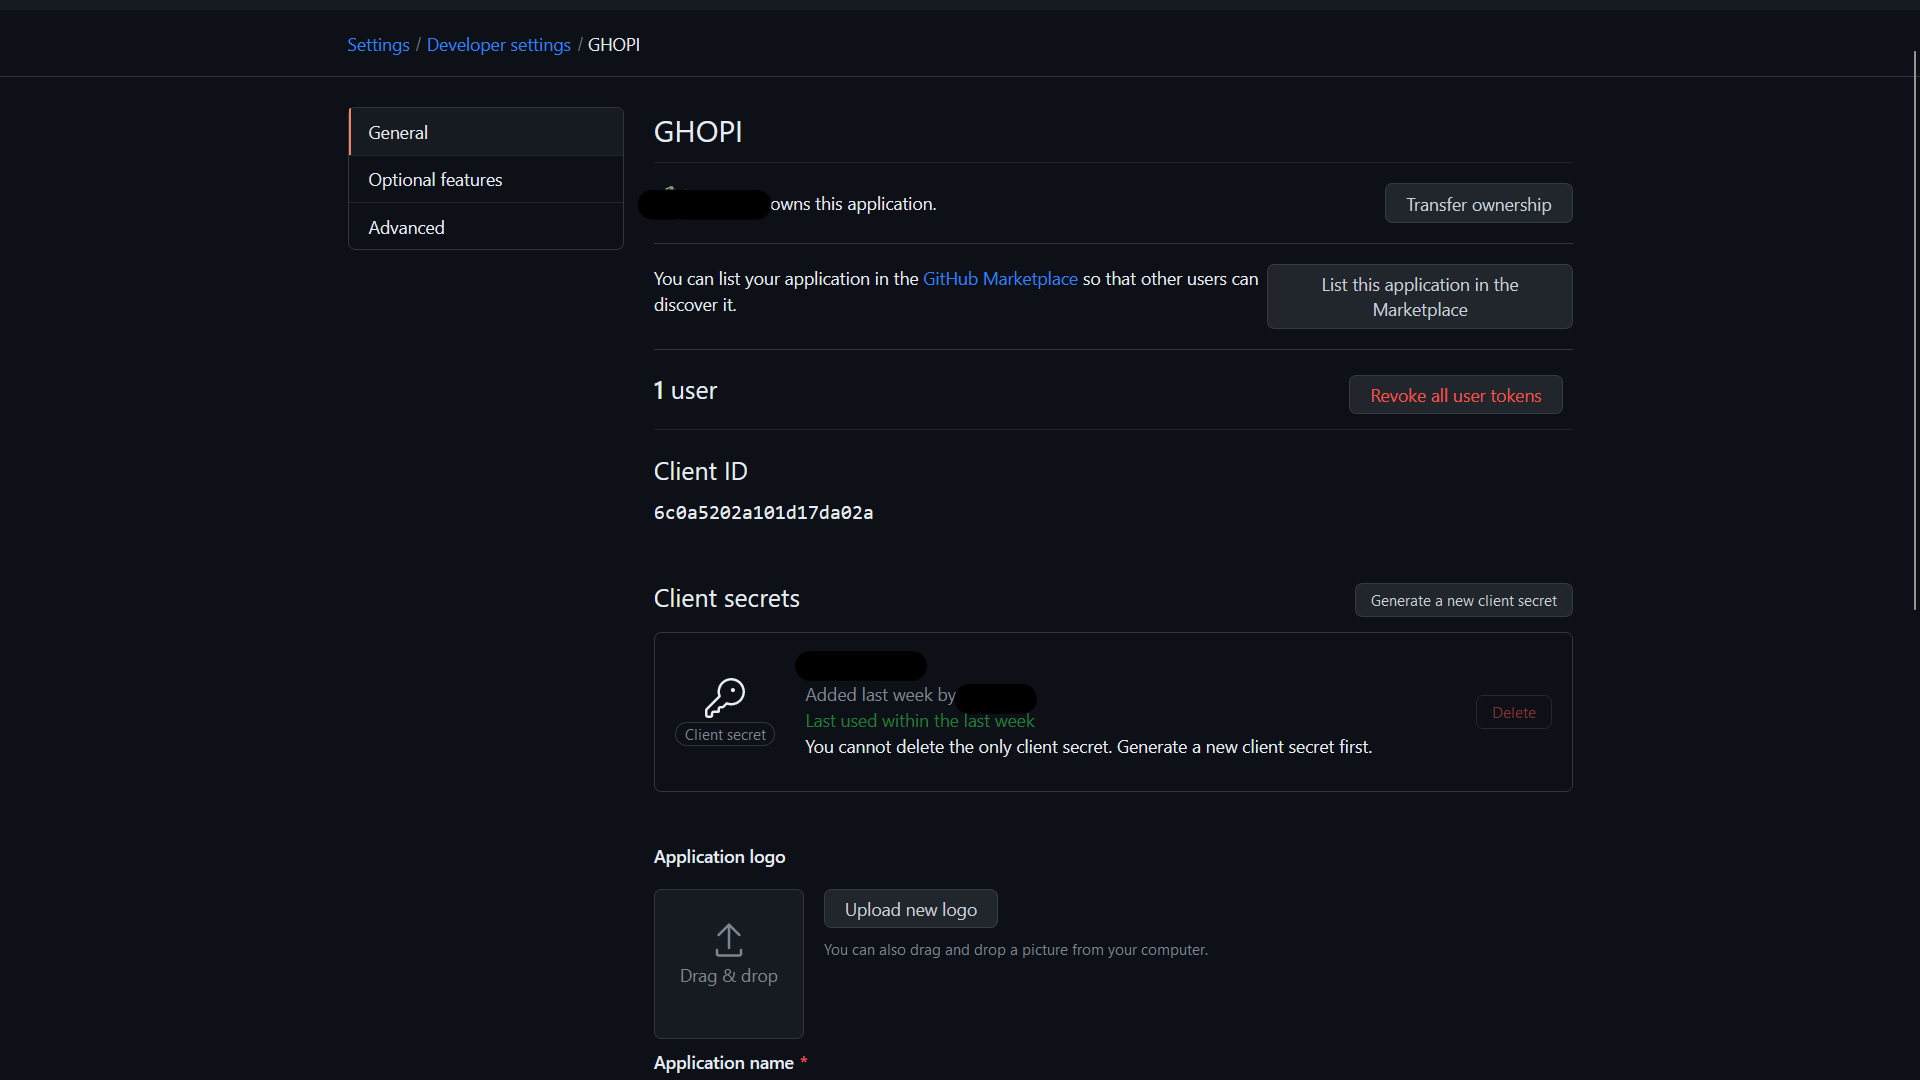 Settings / Developer settings / GHOPI
General
Optional features
Advanced
GHOPI
owns this application.
Transfer ownership
You can list your application in the GitHub Marketplace so that other users can
discover it.
List this application in the
Marketplace
1 user
Revoke all user tokens
Client ID
6c0a5202a101d17da02a
Client secrets
Generate a new client secret
Client secret
Added last week by
Last used within the last week
You cannot delete the only client secret. Generate a new client secret first.
Delete
Application logo
Drag & drop
Upload new logo
You can also drag and drop a picture from your computer.
Application name *